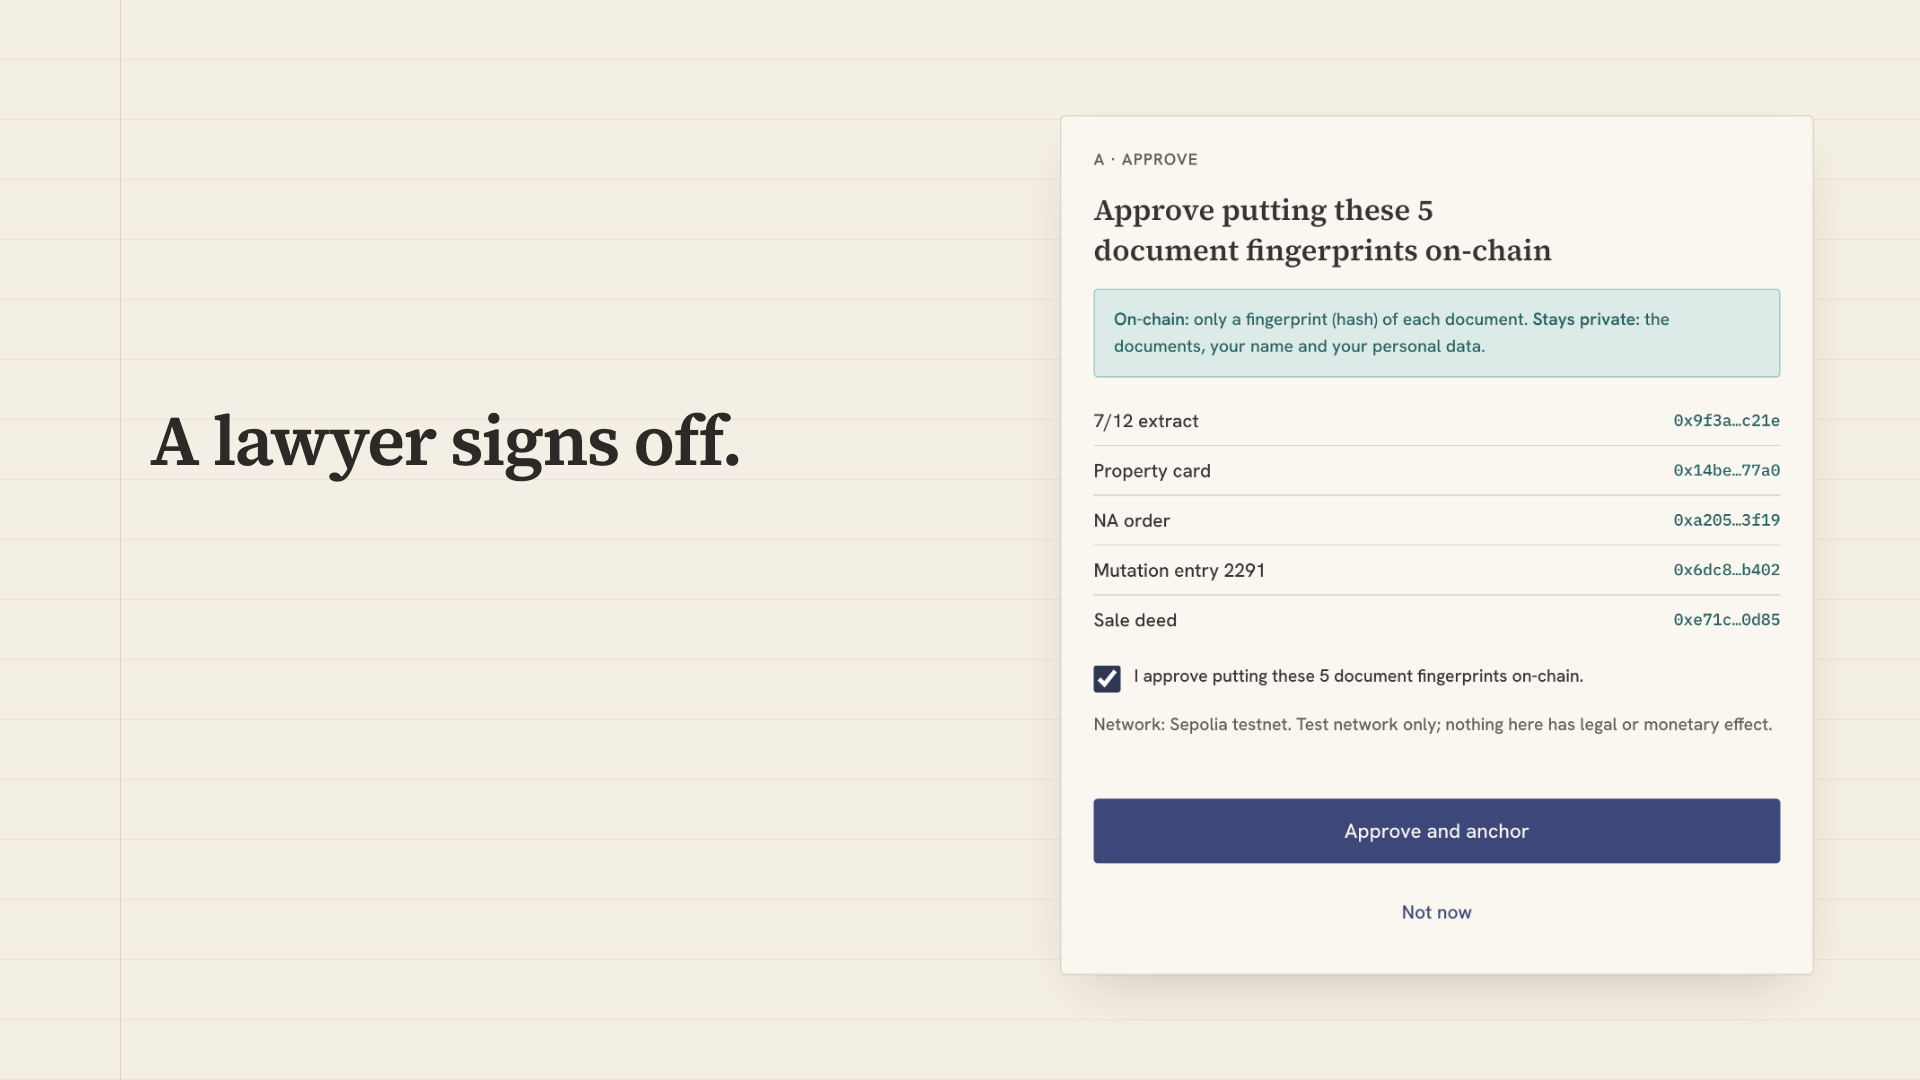 A lawyer signs off.
A · APPROVE
Approve putting these 5
document fingerprints on-chain
On-chain: only a fingerprint (hash) of each document. Stays private: the
documents, your name and your personal data.
7/12 extract 0x9f3a…c21e
Property card 0x14be…77a0
NA order 0xa205…3f19
Mutation entry 2291 0x6dc8…b402
Sale deed 0xe71c…0d85
I approve putting these 5 document fingerprints on-chain.
Network: Sepolia testnet. Test network only; nothing here has legal or monetary effect.
Approve and anchor
Not now